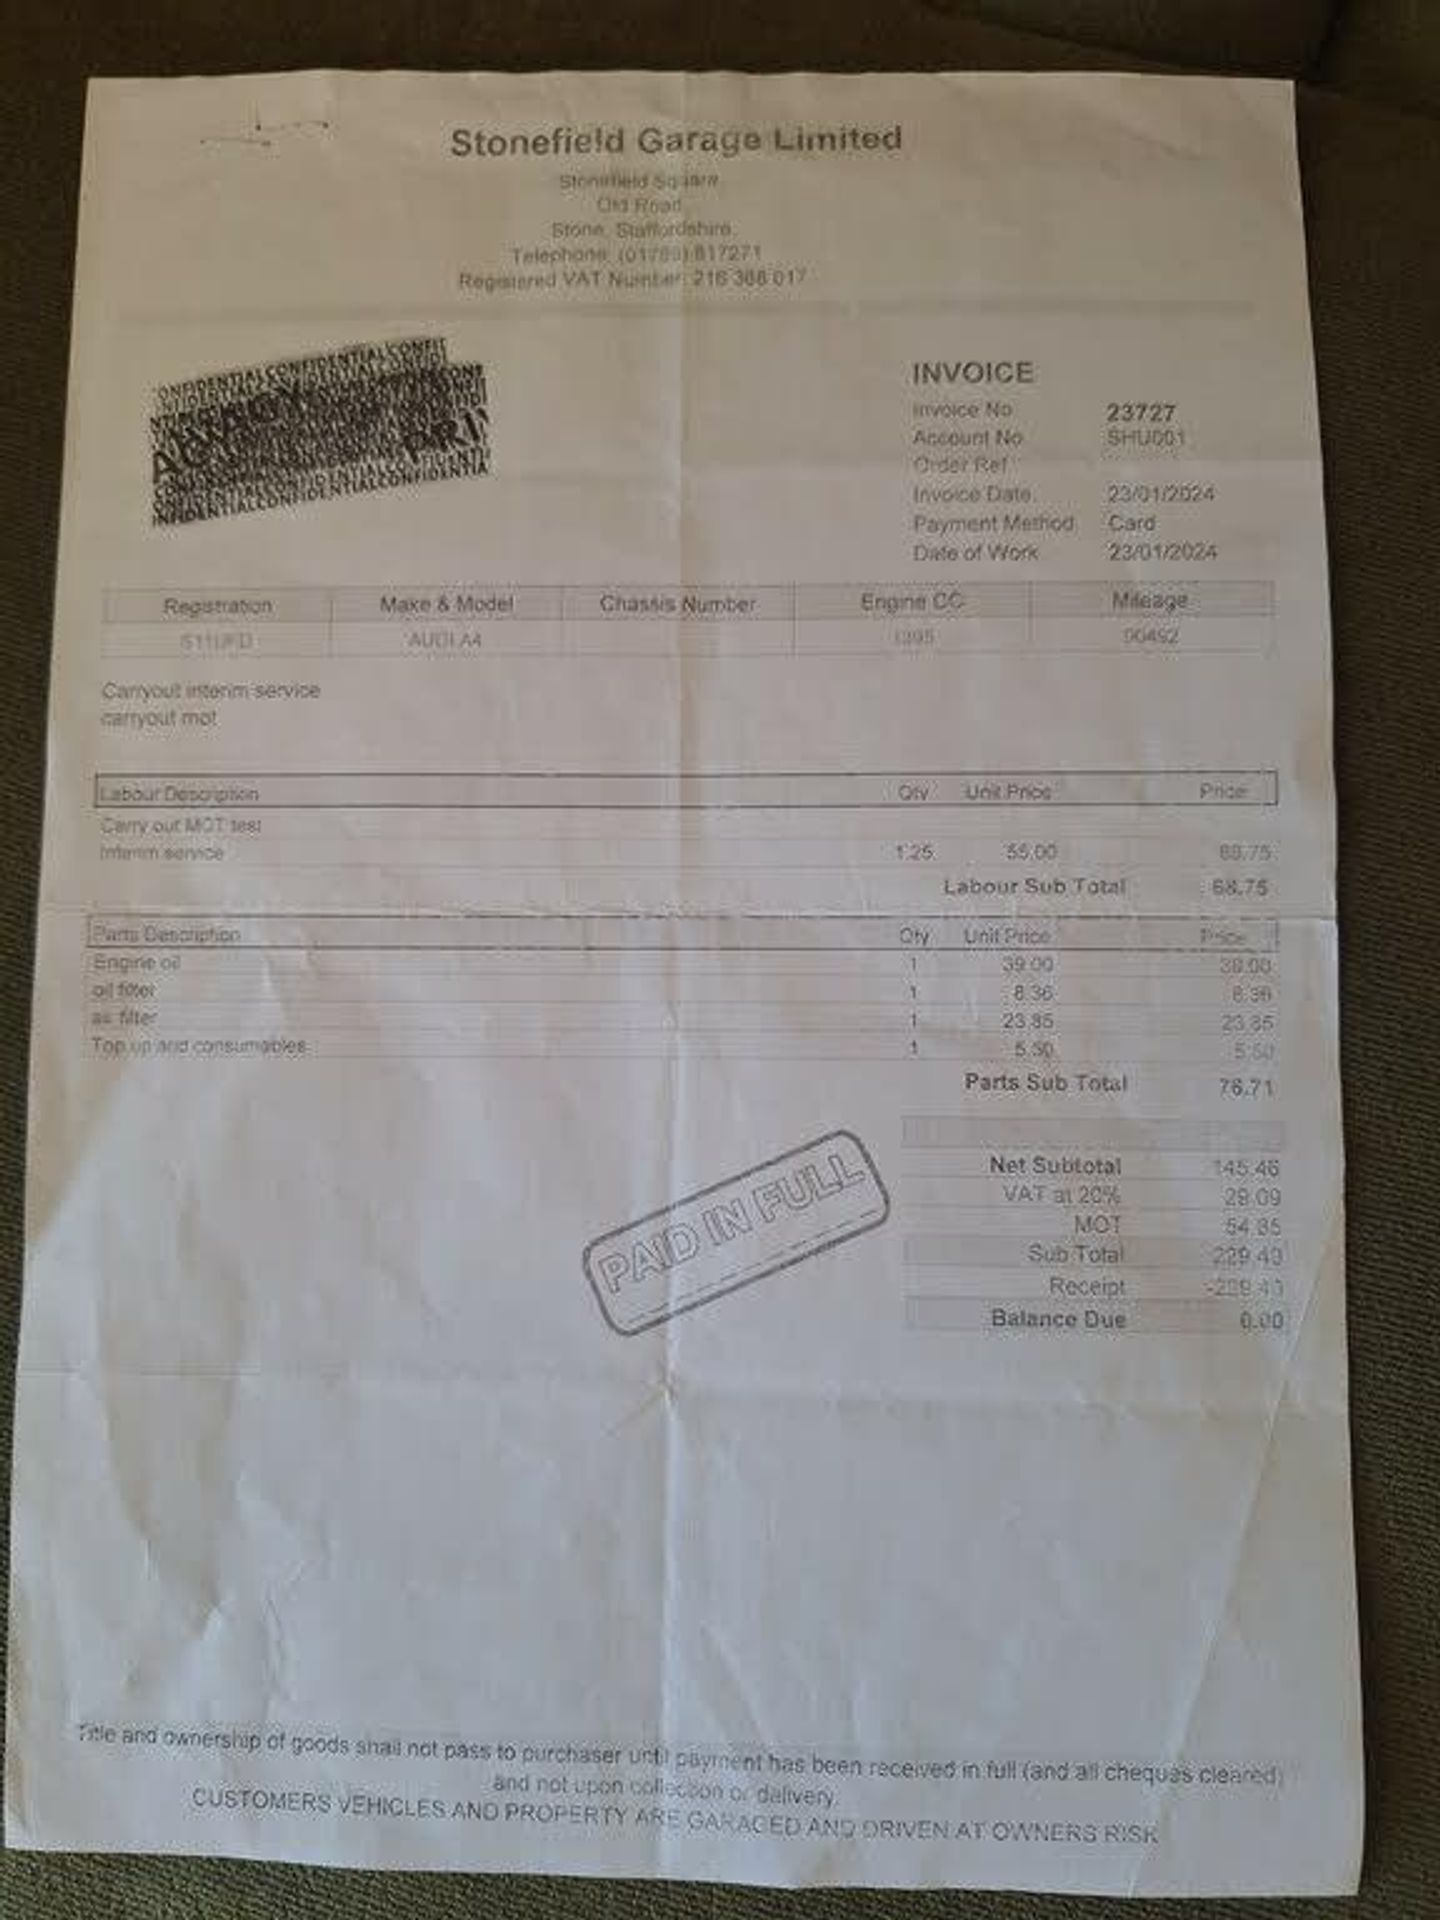 Stonefield Garage Limited
Stonefield Square
Old Road
Stone, Staffordshire
Telephone: 817271
Registered VAT Number: 216 368 017
ONFIDENTIALCONFIDENTIALCONFIT
PRI
INFIDENTIALCONFIDENTIALCONFIDENTIA
INVOICE
Invoice No 23727
Account No SHU001
Order Ref
Invoice Date 23/01/2024
Payment Method Card
Date of Work 23/01/2024
Registration Make & Model Chassis Number Engine CC Mileage
AUDI A4 90492
Carryout interim service
carryout mot
Labour Description Qty Unit Price Price
Carry out MOT test
Interim service 1.25 55.00 68.75
Labour Sub Total 68.75
Parts Description Qty Unit Price Price
Engine oil 1 39.00 39.00
oil filter 1 8.36 8.36
air filter 1 23.85 23.85
Top up and consumables 1 5.50 5.50
Parts Sub Total 76.71
Net Subtotal 145.46
VAT at 20% 29.09
MOT 54.85
Sub Total 229.40
Receipt -229.40
Balance Due 0.00
PAID IN FULL
Title and ownership of goods shall not pass to purchaser until payment has been received in full (and all cheques cleared)
and not upon collection or delivery.
CUSTOMERS VEHICLES AND PROPERTY ARE GARAGED AND DRIVEN AT OWNERS RISK